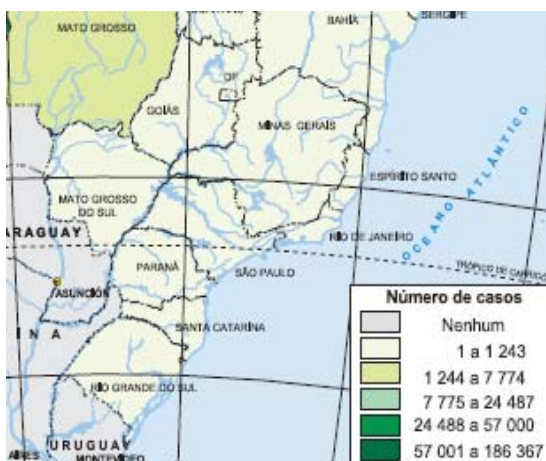 SERGIPE
BAHÍA
MATO GROSSO
DF
GOIÁS
MINAS GERAIS
ESPÍRITO SANTO
OCEANO ATLÂNTICO
MATO GROSSO
DO SUL
RIO DE JANEIRO
PARANÁ
SÃO PAULO
ASUNCIÓN
SANTA CATARINA
RIO GRANDE DO SUL
URUGUAY
MONTEVIDEO
Número de casos
Nenhum
1 a 1 243
1 244 a 7 774
7 775 a 24 487
24 488 a 57 000
57 001 a 186 367